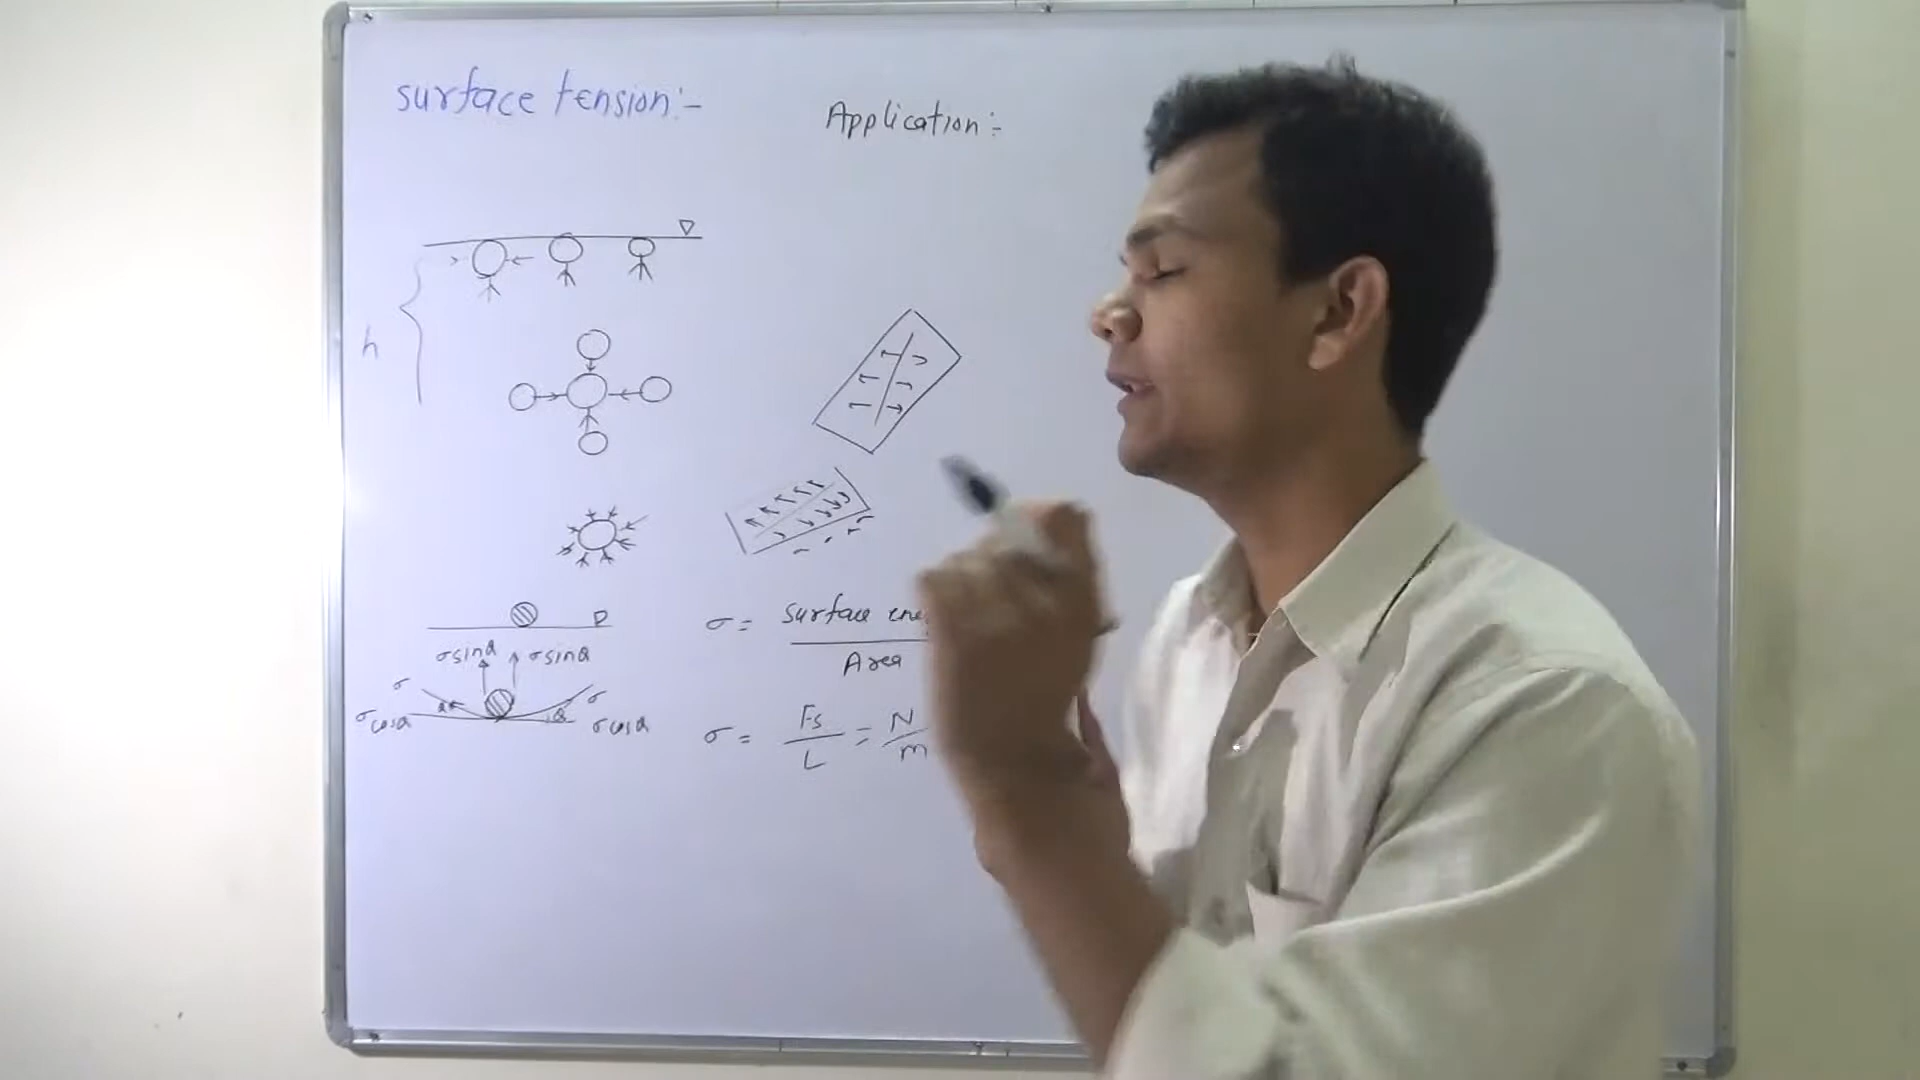 surface tension:-
Application:-
h
σsinθ σsinθ
σ σ
σcosθ σcosθ
σ = surface ene
Area
σ = Fs/L = N/m